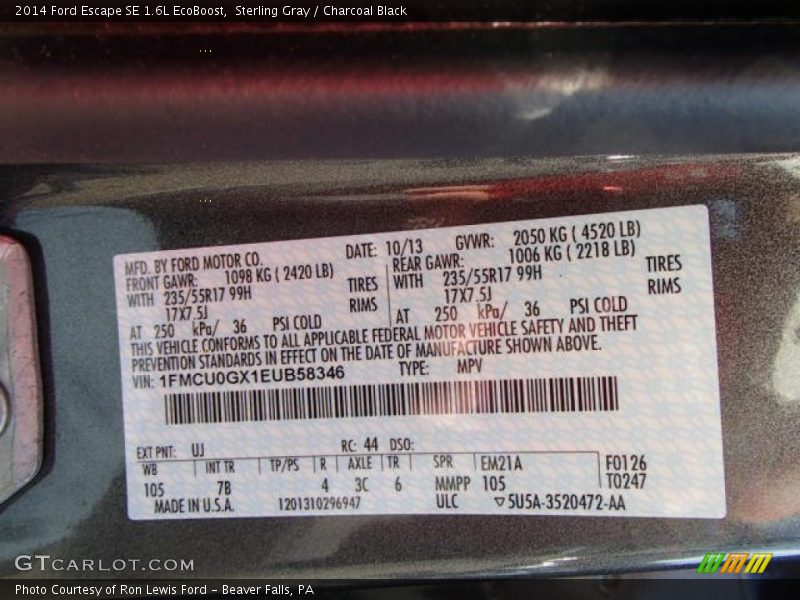 2014 Ford Escape SE 1.6L EcoBoost,  Sterling Gray / Charcoal Black
MFD. BY FORD MOTOR CO. DATE: 10/13 GVWR: 2050 KG ( 4520 LB)
FRONT GAWR: 1098 KG ( 2420 LB) REAR GAWR: 1006 KG ( 2218 LB)
WITH 235/55R17 99H TIRES WITH 235/55R17 99H TIRES
17X7.5J RIMS 17X7.5J RIMS
AT 250 kPa/ 36 PSI COLD AT 250 kPa/ 36 PSI COLD
THIS VEHICLE CONFORMS TO ALL APPLICABLE FEDERAL MOTOR VEHICLE SAFETY AND THEFT
PREVENTION STANDARDS IN EFFECT ON THE DATE OF MANUFACTURE SHOWN ABOVE.
VIN: 1FMCU0GX1EUB58346 TYPE: MPV
EXT PNT: UJ RC: 44 DSO:
WB INT TR TP/PS R AXLE TR SPR EM21A F0126
105 7B 4 3C 6 MMPP 105 T0247
MADE IN U.S.A. 1201310296947 ULC ▽5U5A-3520472-AA
GTCARLOT.COM
Photo Courtesy of Ron Lewis Ford - Beaver Falls, PA